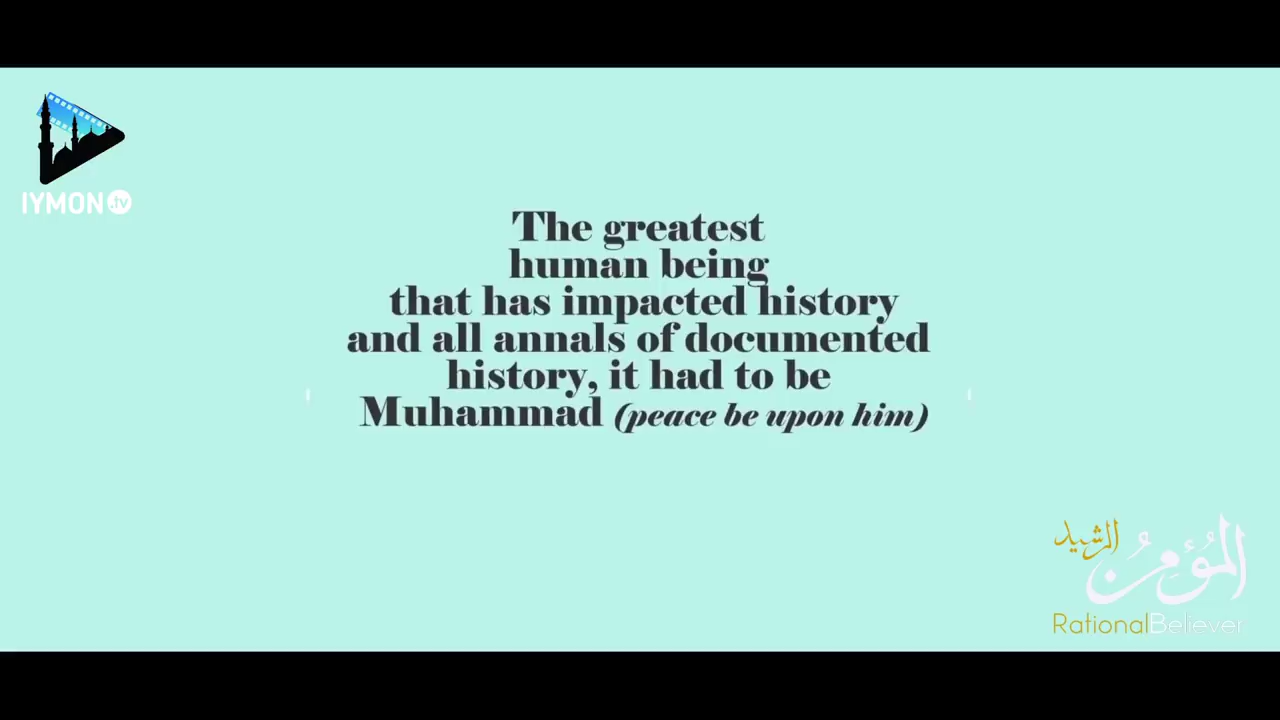 IYMON.tv
The greatest
human being
that has impacted history
and all annals of documented
history, it had to be
Muhammad (peace be upon him)
المؤمن الرشيد
RationalBeliever